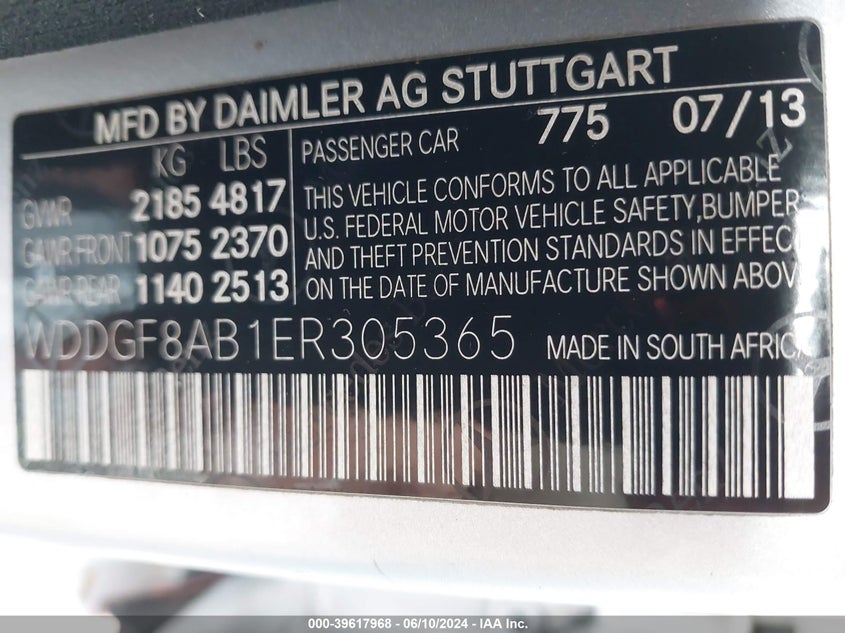 MFD BY DAIMLER AG STUTTGART
KG LBS
GVWR 2185 4817
GAWR FRONT 1075 2370
GAWR REAR 1140 2513
PASSENGER CAR 775 07/13
THIS VEHICLE CONFORMS TO ALL APPLICABLE
U.S. FEDERAL MOTOR VEHICLE SAFETY,BUMPER
AND THEFT PREVENTION STANDARDS IN EFFEC
ON THE DATE OF MANUFACTURE SHOWN ABOV
WDDGF8AB1ER305365 MADE IN SOUTH AFRICA
000-39617968 - 06/10/2024 - IAA Inc.